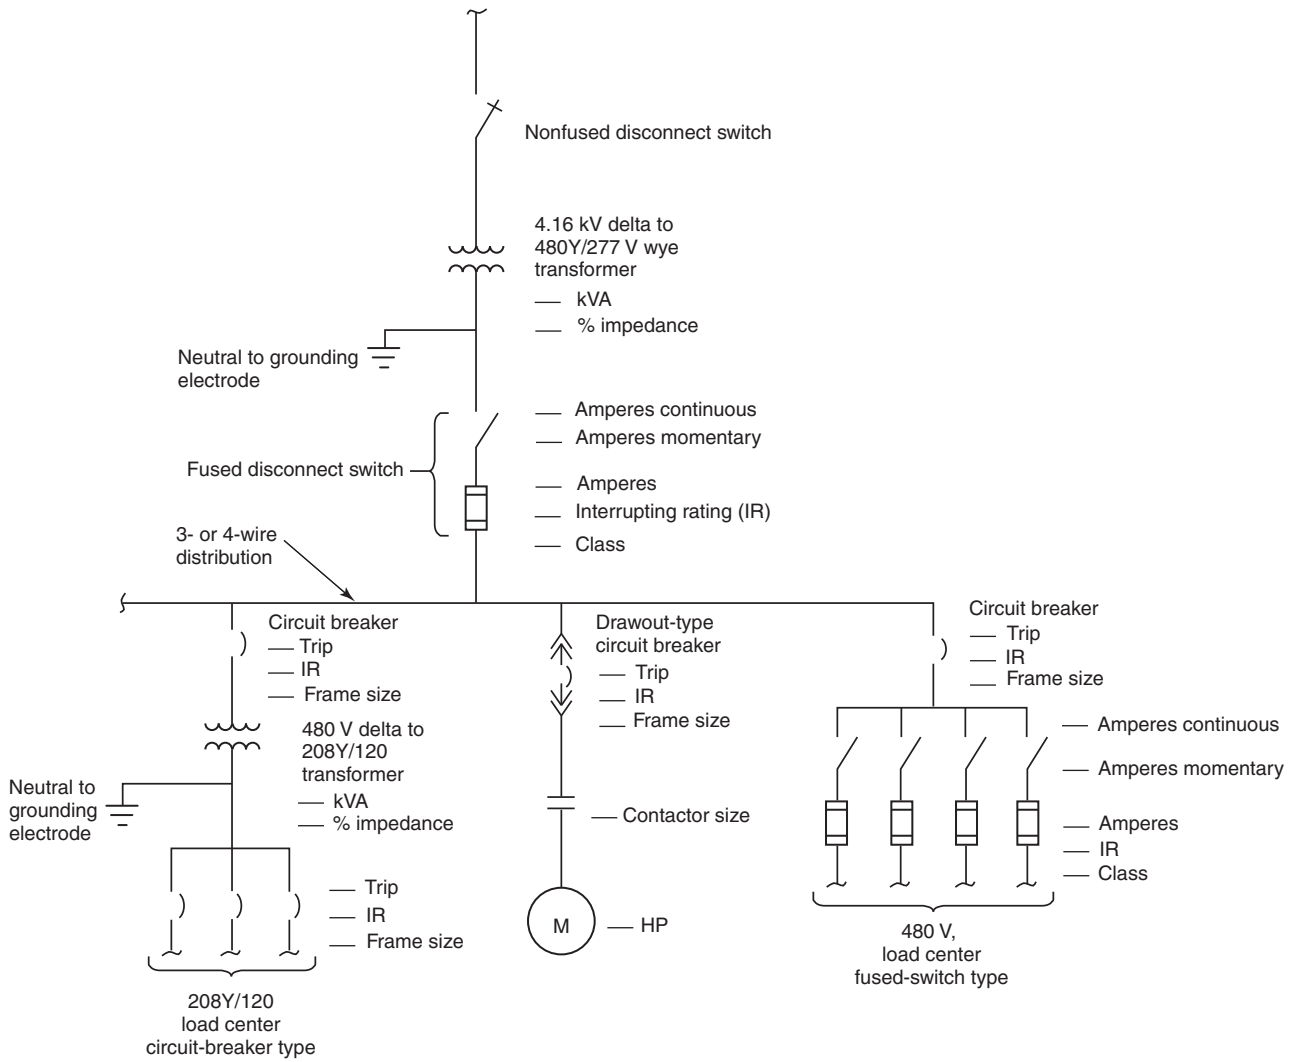 Nonfused disconnect switch
4.16 kV delta to
480Y/277 V wye
transformer
kVA
% impedance
Neutral to grounding
electrode
Amperes continuous
Amperes momentary
Fused disconnect switch
Amperes
Interrupting rating (IR)
Class
3- or 4-wire
distribution
Circuit breaker
Trip
IR
Frame size
480 V delta to
208Y/120
transformer
kVA
% impedance
Neutral to
grounding
electrode
Trip
IR
Frame size
208Y/120
load center
circuit-breaker type
Drawout-type
circuit breaker
Trip
IR
Frame size
Contactor size
M
HP
Circuit breaker
Trip
IR
Frame size
Amperes continuous
Amperes momentary
Amperes
IR
Class
480 V,
load center
fused-switch type